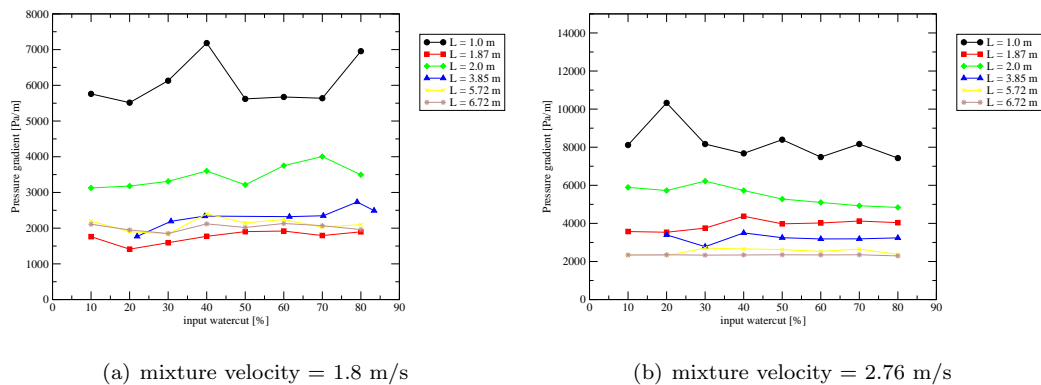 8000
7000
6000
5000
4000
3000
2000
1000
0
Pressure gradient [Pa/m]
0 10 20 30 40 50 60 70 80 90
input watercut [%]
L = 1.0 m
L = 1.87 m
L = 2.0 m
L = 3.85 m
L = 5.72 m
L = 6.72 m
(a) mixture velocity = 1.8 m/s
14000
12000
10000
8000
6000
4000
2000
0
Pressure gradient [Pa/m]
0 10 20 30 40 50 60 70 80 90
input watercut [%]
L = 1.0 m
L = 1.87 m
L = 2.0 m
L = 3.85 m
L = 5.72 m
L = 6.72 m
(b) mixture velocity = 2.76 m/s